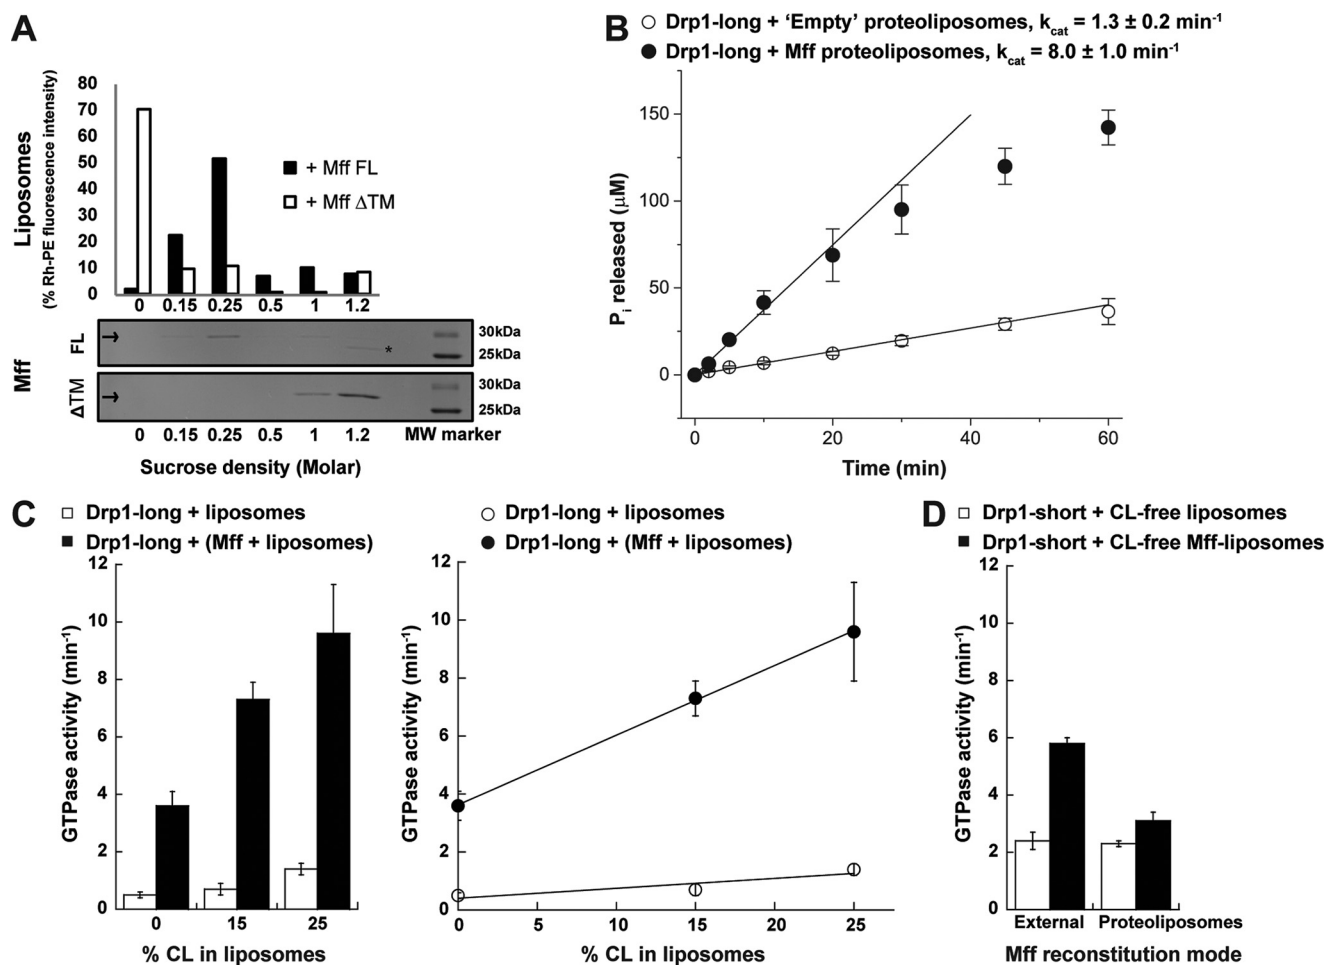 A
Liposomes
(% Rh-PE fluorescence intensity)
80
70
60
50
40
30
20
10
0
+ Mff FL
+ Mff ΔTM
0 0.15 0.25 0.5 1 1.2
Mff
FL
*
30kDa
25kDa
ΔTM
30kDa
25kDa
0 0.15 0.25 0.5 1 1.2 MW marker
Sucrose density (Molar)
B
Drp1-long + ‘Empty’ proteoliposomes, kcat = 1.3 ± 0.2 min-1
Drp1-long + Mff proteoliposomes, kcat = 8.0 ± 1.0 min-1
Pi released (μM)
150
100
50
0
0 20 40 60
Time (min)
C
Drp1-long + liposomes
Drp1-long + (Mff + liposomes)
GTPase activity (min-1)
12
10
8
6
4
2
0
0 15 25
% CL in liposomes
Drp1-long + liposomes
Drp1-long + (Mff + liposomes)
GTPase activity (min-1)
12
10
8
6
4
2
0
0 5 10 15 20 25
% CL in liposomes
D
Drp1-short + CL-free liposomes
Drp1-short + CL-free Mff-liposomes
GTPase activity (min-1)
12
10
8
6
4
2
0
External Proteoliposomes
Mff reconstitution mode